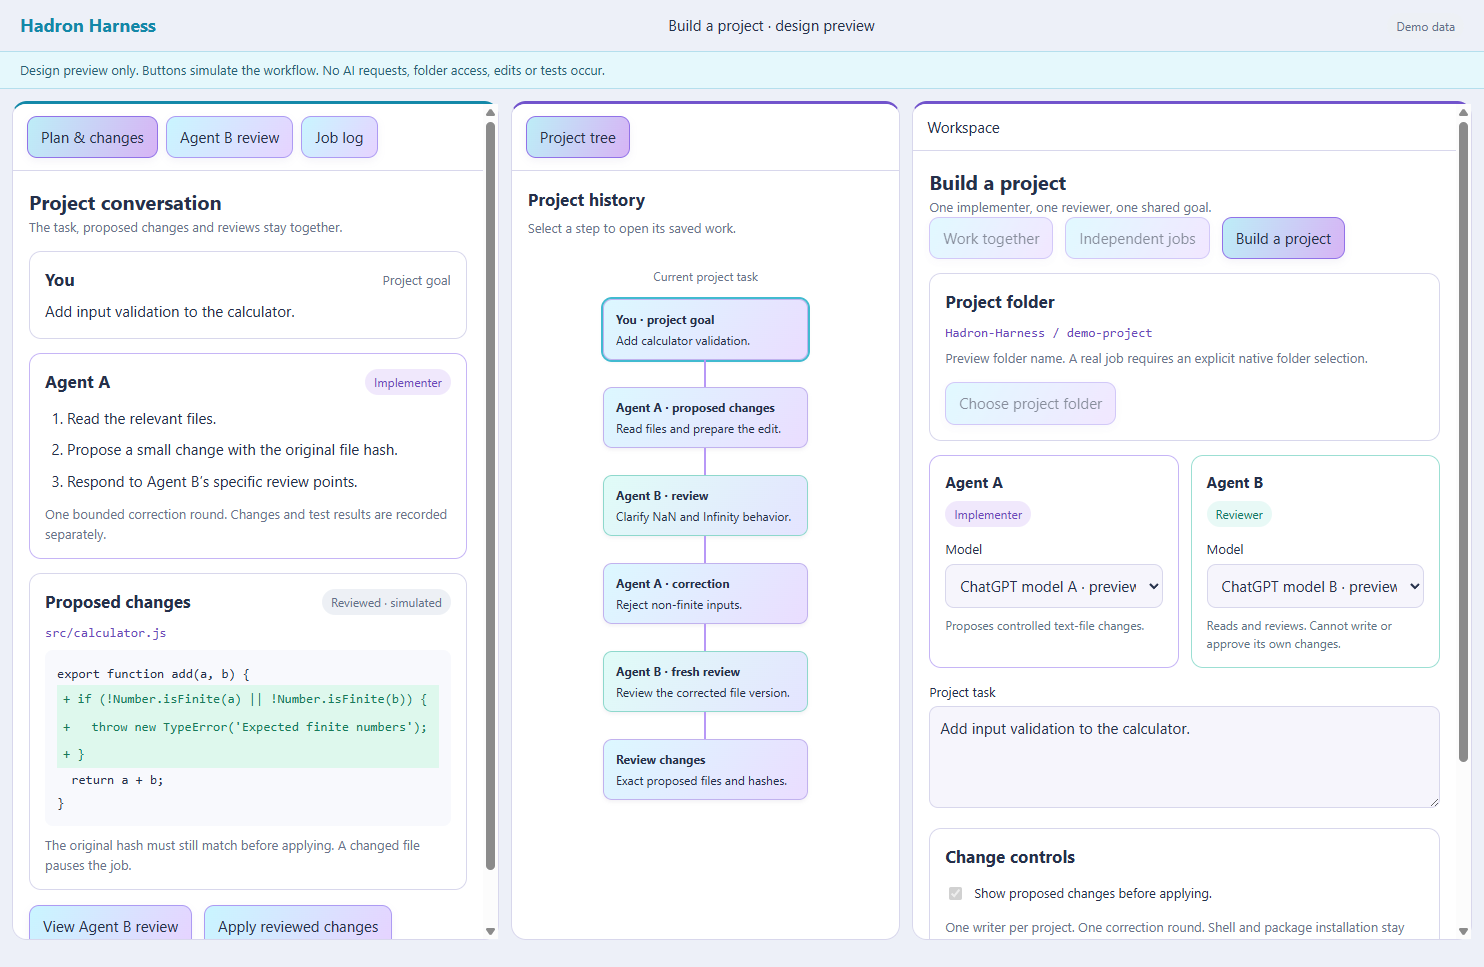 Hadron Harness
Build a project · design preview
Demo data
Design preview only. Buttons simulate the workflow. No AI requests, folder access, edits or tests occur.
Plan & changes
Agent B review
Job log
Project conversation
The task, proposed changes and reviews stay together.
You
Project goal
Add input validation to the calculator.
Agent A
Implementer
1. Read the relevant files.
2. Propose a small change with the original file hash.
3. Respond to Agent B’s specific review points.
One bounded correction round. Changes and test results are recorded
separately.
Proposed changes
Reviewed · simulated
src/calculator.js
export function add(a, b) {
+ if (!Number.isFinite(a) || !Number.isFinite(b)) {
+   throw new TypeError('Expected finite numbers');
+ }
  return a + b;
}
The original hash must still match before applying. A changed file
pauses the job.
View Agent B review
Apply reviewed changes
Project tree
Project history
Select a step to open its saved work.
Current project task
You · project goal
Add calculator validation.
Agent A · proposed changes
Read files and prepare the edit.
Agent B · review
Clarify NaN and Infinity behavior.
Agent A · correction
Reject non-finite inputs.
Agent B · fresh review
Review the corrected file version.
Review changes
Exact proposed files and hashes.
Workspace
Build a project
One implementer, one reviewer, one shared goal.
Work together
Independent jobs
Build a project
Project folder
Hadron-Harness / demo-project
Preview folder name. A real job requires an explicit native folder selection.
Choose project folder
Agent A
Implementer
Model
ChatGPT model A · preview
Proposes controlled text-file changes.
Agent B
Reviewer
Model
ChatGPT model B · preview
Reads and reviews. Cannot write or
approve its own changes.
Project task
Add input validation to the calculator.
Change controls
Show proposed changes before applying.
One writer per project. One correction round. Shell and package installation stay